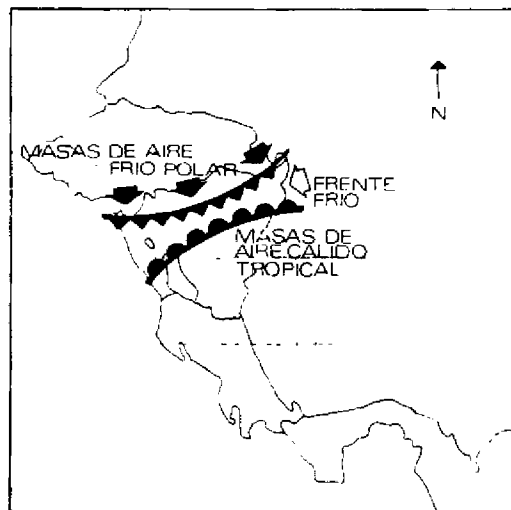 N
MASAS DE AIRE
FRIO POLAR
FRENTE
FRIO
MASAS DE
AIRE.CALIDO
TROPICAL